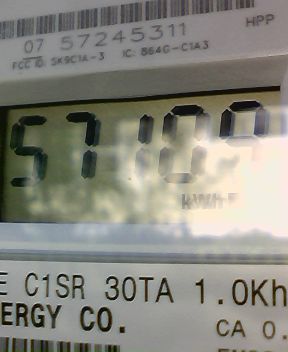 HPP
07 57245311
FCC ID: SK9C1A-3 IC: 864G-C1A3
57109
kWh
E C1SR 30TA 1.0Kh
ERGY CO.
CA 0.